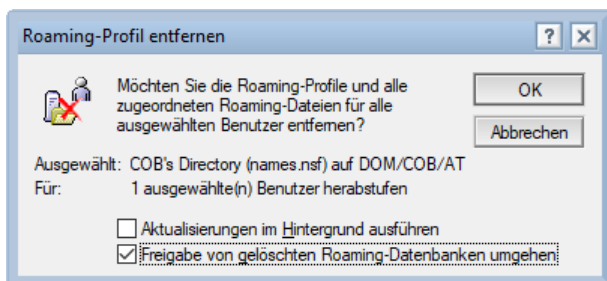 Roaming-Profil entfernen
Möchten Sie die Roaming-Profile und alle
zugeordneten Roaming-Dateien für alle
ausgewählten Benutzer entfernen?
OK
Abbrechen
Ausgewählt: COB's Directory (names.nsf) auf DOM/COB/AT
Für: 1 ausgewählte(n) Benutzer herabstufen
Aktualisierungen im Hintergrund ausführen
Freigabe von gelöschten Roaming-Datenbanken umgehen